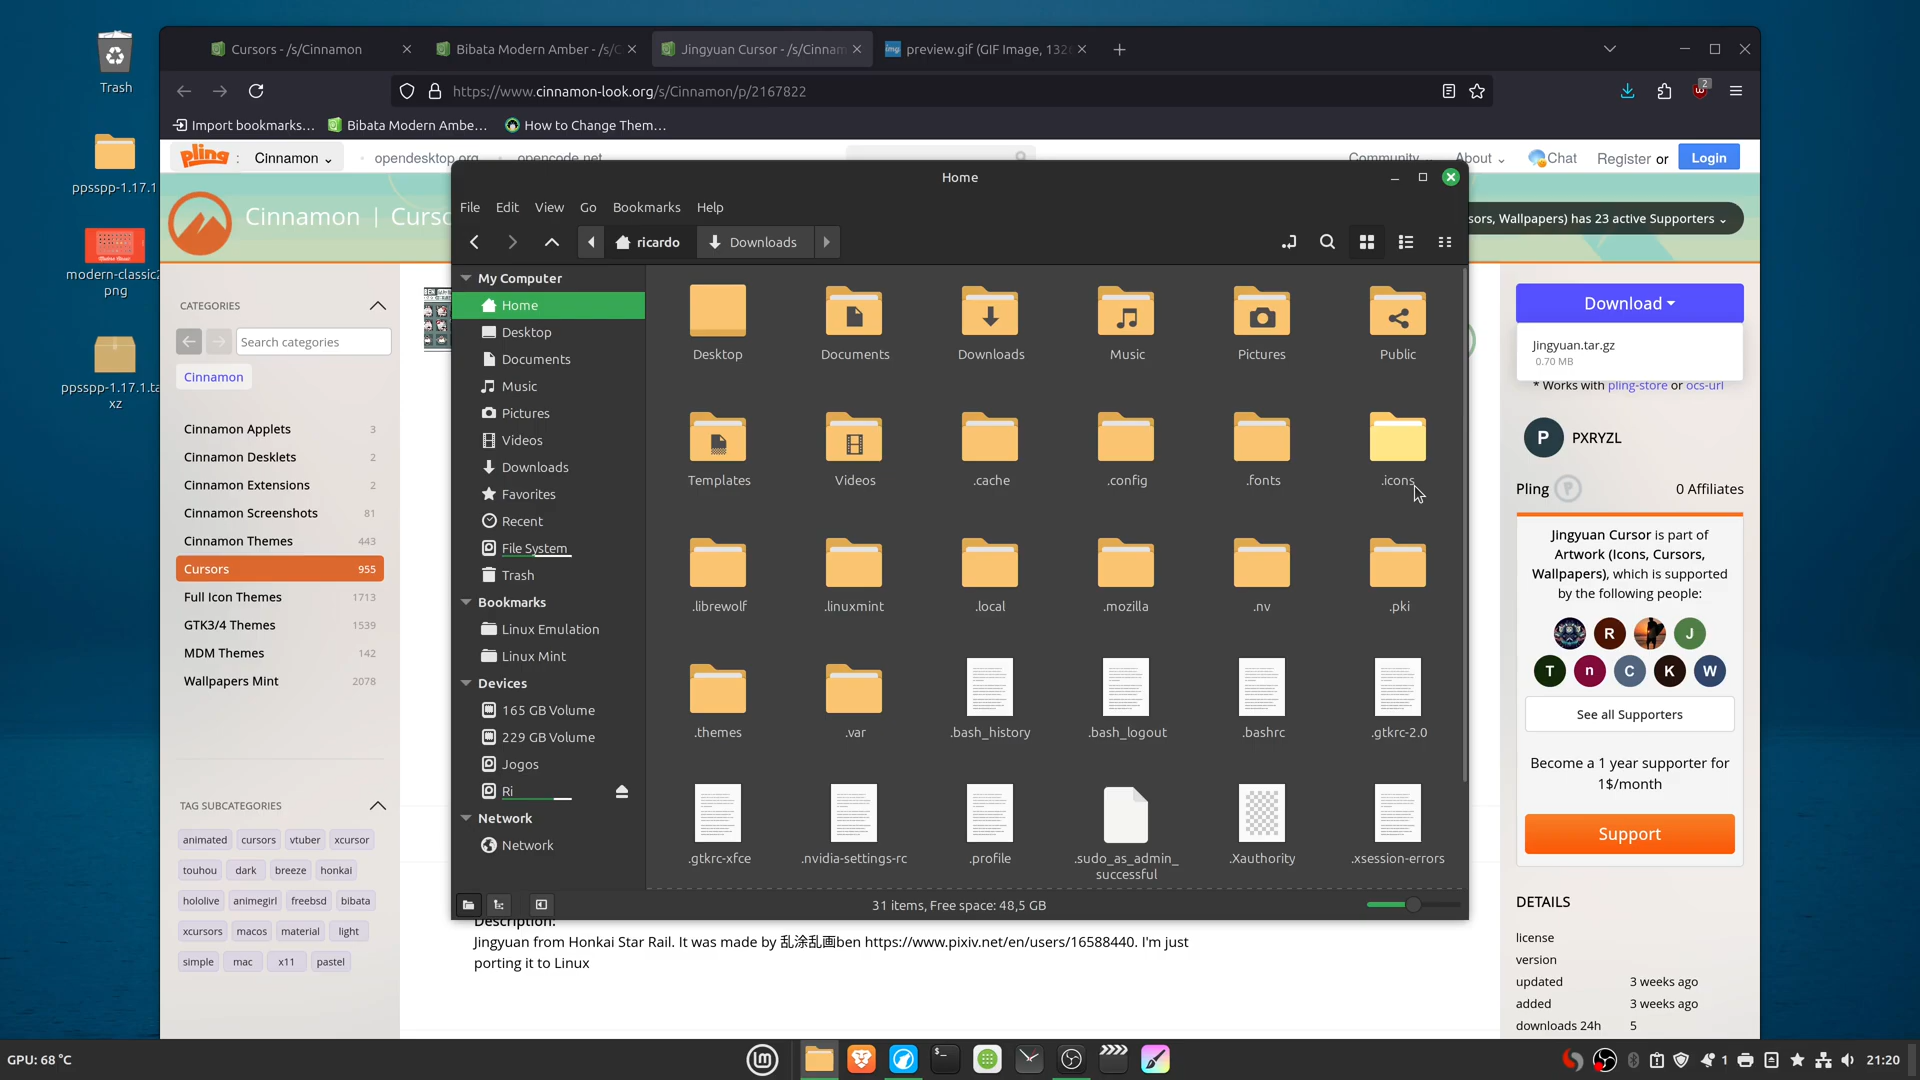 Trash
ppsspp-1.17.1
modern-classic2
png
ppsspp-1.17.1.ta
xz
Cursors - /s/Cinnamon
Bibata Modern Amber - /s/C
Jingyuan Cursor - /s/Cinnam
preview.gif (GIF Image, 132
https://www.cinnamon-look.org/s/Cinnamon/p/2167822
2
Import bookmarks…
Bibata Modern Ambe…
How to Change Them…
pling : Cinnamon
opendesktop.org
opencode.net
Community
About
Chat
Register or
Login
Cinnamon | Curso
sors, Wallpapers) has 23 active Supporters
CATEGORIES
Search categories
Cinnamon
Cinnamon Applets 3
Cinnamon Desklets 2
Cinnamon Extensions 2
Cinnamon Screenshots 81
Cinnamon Themes 443
Cursors 955
Full Icon Themes 1713
GTK3/4 Themes 1539
MDM Themes 142
Wallpapers Mint 2078
TAG SUBCATEGORIES
animated cursors vtuber xcursor
touhou dark breeze honkai
hololive animegirl freebsd bibata
xcursors macos material light
simple mac x11 pastel
Home
File Edit View Go Bookmarks Help
ricardo
Downloads
My Computer
Home
Desktop
Documents
Music
Pictures
Videos
Downloads
Favorites
Recent
File System
Trash
Bookmarks
Linux Emulation
Linux Mint
Devices
165 GB Volume
229 GB Volume
Jogos
Ri
Network
Network
Desktop Documents Downloads Music Pictures Public
Templates Videos .cache .config .fonts .icons
.librewolf .linuxmint .local .mozilla .nv .pki
.themes .var .bash_history .bash_logout .bashrc .gtkrc-2.0
.gtkrc-xfce .nvidia-settings-rc .profile .sudo_as_admin_
successful .Xauthority .xsession-errors
31 items, Free space: 48,5 GB
Description:
Jingyuan from Honkai Star Rail. It was made by 乱涂乱画ben https://www.pixiv.net/en/users/16588440. I'm just
porting it to Linux
Download
Jingyuan.tar.gz
0.70 MB
* Works with pling-store or ocs-url
P PXRYZL
Pling P 0 Affiliates
Jingyuan Cursor is part of
Artwork (Icons, Cursors,
Wallpapers), which is supported
by the following people:
R J
T n C K W
See all Supporters
Become a 1 year supporter for
1$/month
Support
DETAILS
license
version
updated 3 weeks ago
added 3 weeks ago
downloads 24h 5
GPU: 68 °C
1
21:20